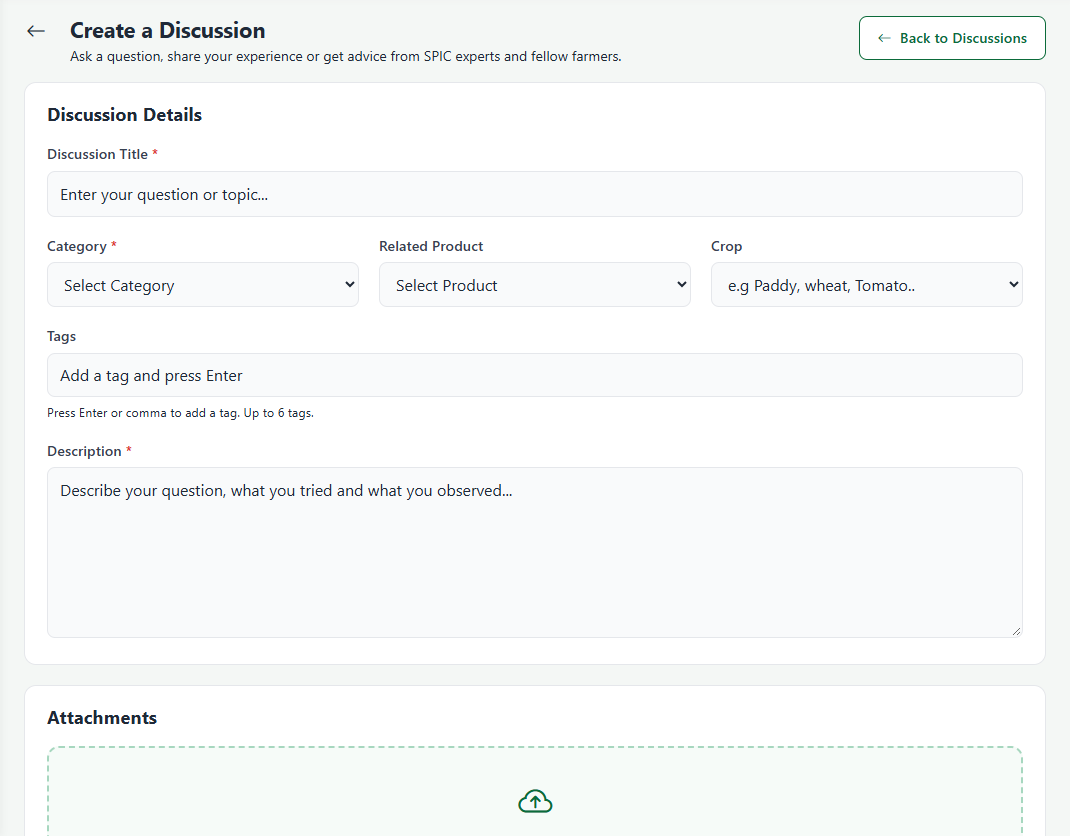 Create a Discussion
Ask a question, share your experience or get advice from SPIC experts and fellow farmers.
← Back to Discussions
Discussion Details
Discussion Title *
Enter your question or topic...
Category * Related Product Crop
Select Category Select Product e.g Paddy, wheat, Tomato..
Tags
Add a tag and press Enter
Press Enter or comma to add a tag. Up to 6 tags.
Description *
Describe your question, what you tried and what you observed...
Attachments